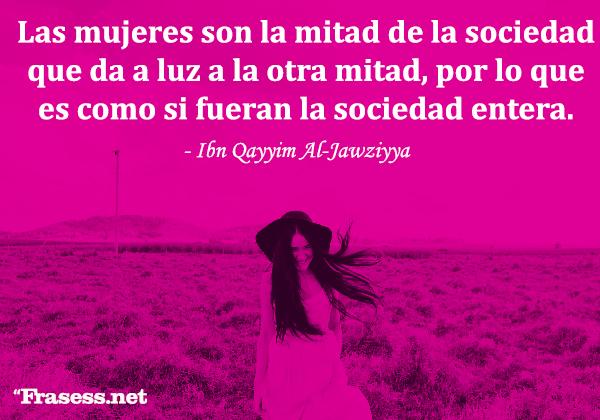 Las mujeres son la mitad de la sociedad
que da a luz a la otra mitad, por lo que
es como si fueran la sociedad entera.
- Ibn Qayyim Al-Jawziyya
“Frasess.net